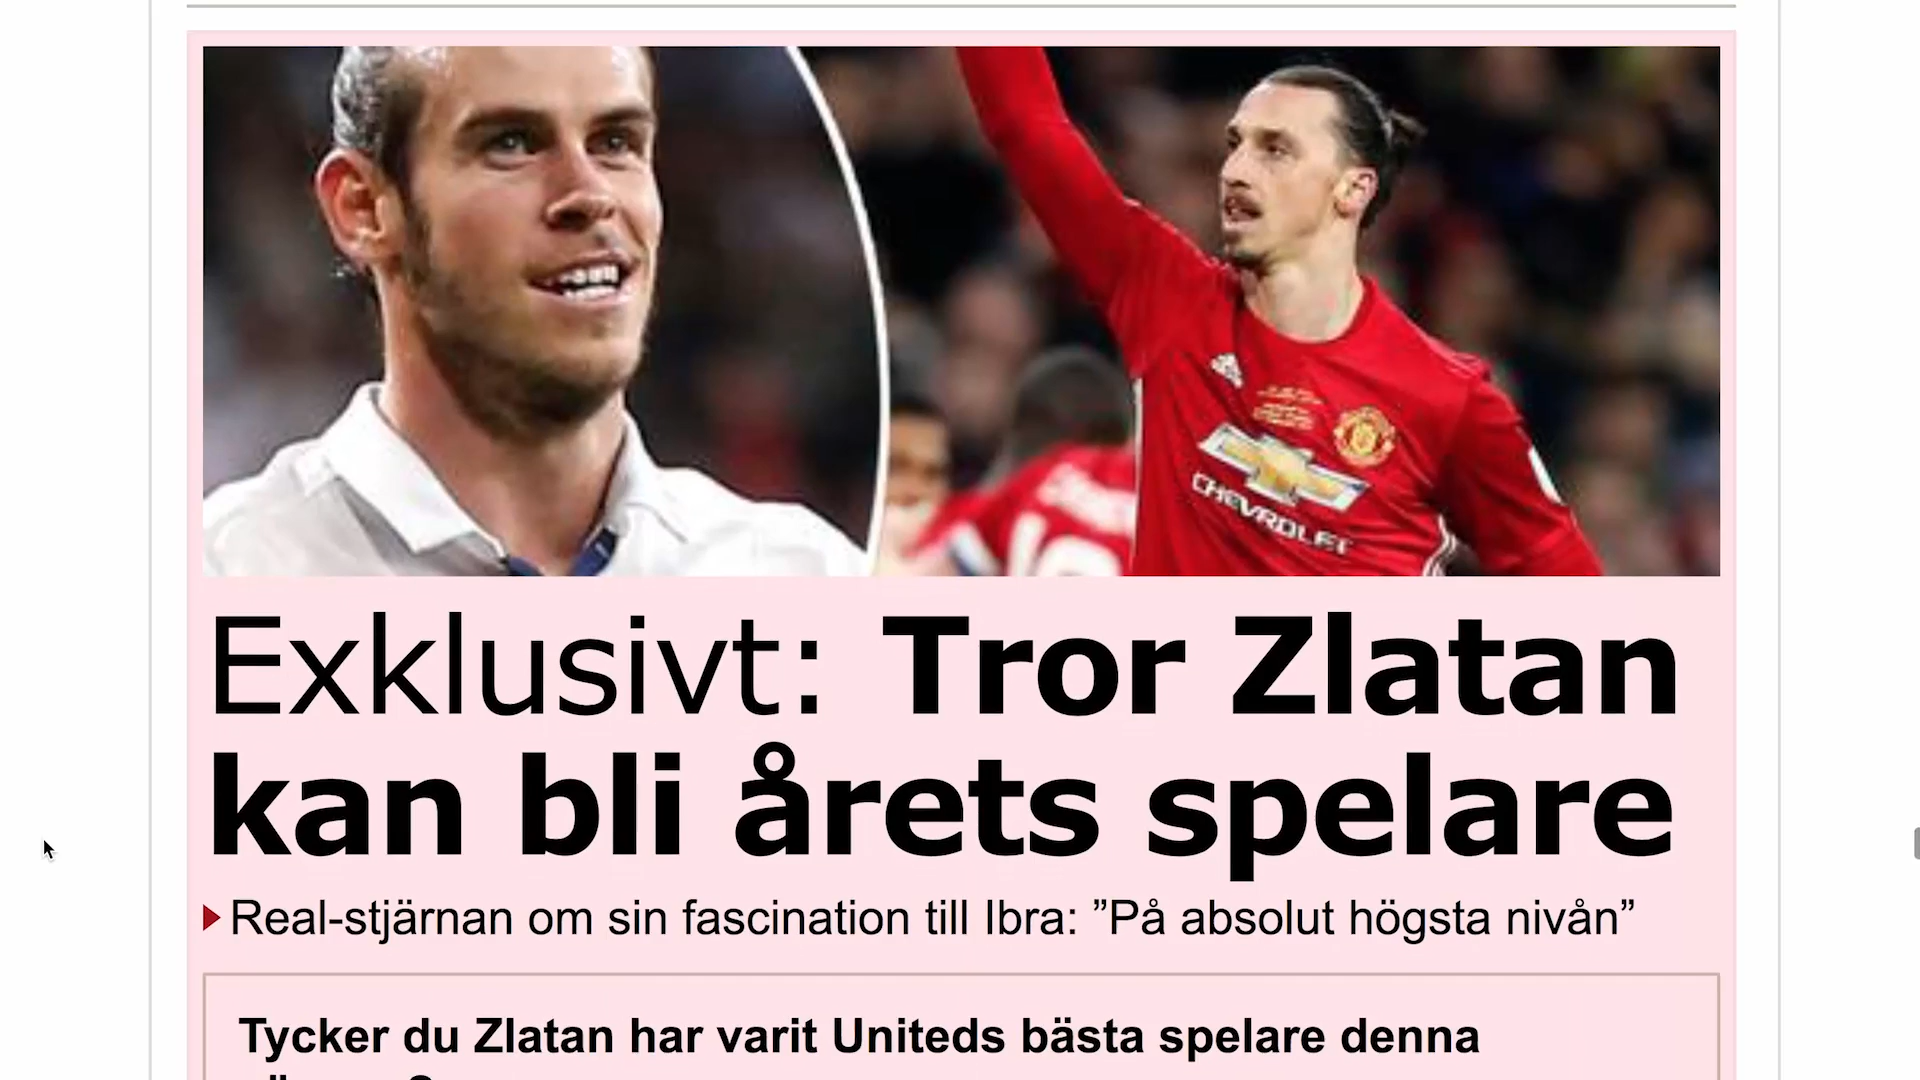 CHEVROLET
Exklusivt: Tror Zlatan
kan bli årets spelare
Real-stjärnan om sin fascination till Ibra: ”På absolut högsta nivån”
Tycker du Zlatan har varit Uniteds bästa spelare denna